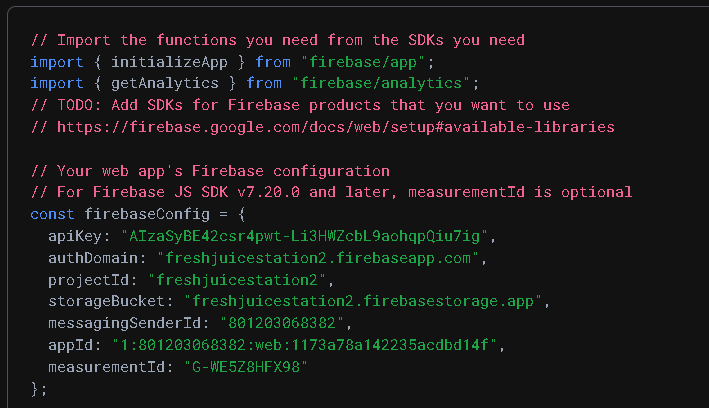 // Import the functions you need from the SDKs you need
import { initializeApp } from "firebase/app";
import { getAnalytics } from "firebase/analytics";
// TODO: Add SDKs for Firebase products that you want to use
// https://firebase.google.com/docs/web/setup#available-libraries
// Your web app's Firebase configuration
// For Firebase JS SDK v7.20.0 and later, measurementId is optional
const firebaseConfig = {
apiKey: "AIzaSyBE42csr4pwt-Li3HWZcbL9aohqpQiu7ig",
authDomain: "freshjuicestation2.firebaseapp.com",
projectId: "freshjuicestation2",
storageBucket: "freshjuicestation2.firebasestorage.app",
messagingSenderId: "801203068382",
appId: "1:801203068382:web:1173a78a142235acdbd14f",
measurementId: "G-WE5Z8HFX98"
};